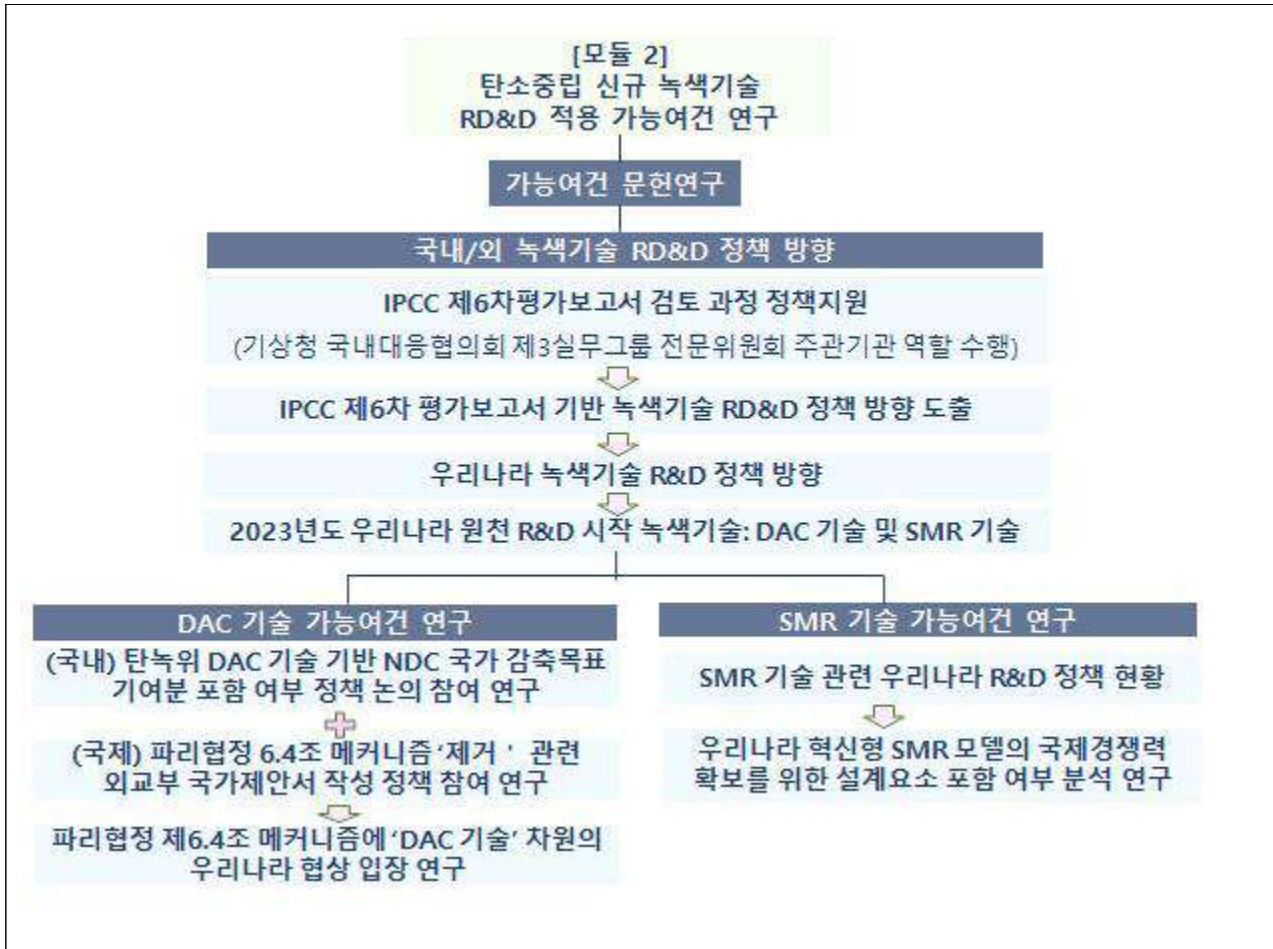 [모듈 2]
탄소중립 신규 녹색기술
RD&D 적용 가능여건 연구
가능여건 문헌연구
국내/외 녹색기술 RD&D 정책 방향
IPCC 제6차평가보고서 검토 과정 정책지원
(기상청 국내대응협의회 제3실무그룹 전문위원회 주관기관 역할 수행)
IPCC 제6차 평가보고서 기반 녹색기술 RD&D 정책 방향 도출
우리나라 녹색기술 R&D 정책 방향
2023년도 우리나라 원천 R&D 시작 녹색기술: DAC 기술 및 SMR 기술
DAC 기술 가능여건 연구
(국내) 탄녹위 DAC 기술 기반 NDC 국가 감축목표
기여분 포함 여부 정책 논의 참여 연구
(국제) 파리협정 6.4조 메커니즘 ‘제거 ’ 관련
외교부 국가제안서 작성 정책 참여 연구
파리협정 제6.4조 메커니즘에 ‘DAC 기술’ 차원의
우리나라 협상 입장 연구
SMR 기술 가능여건 연구
SMR 기술 관련 우리나라 R&D 정책 현황
우리나라 혁신형 SMR 모델의 국제경쟁력
확보를 위한 설계요소 포함 여부 분석 연구